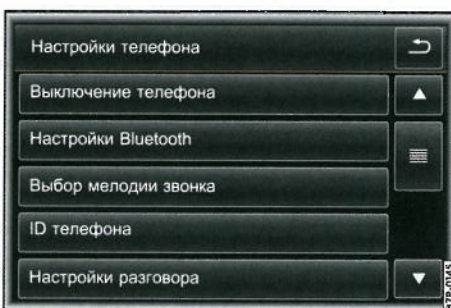 Настройки телефона
Выключение телефона
Настройки Bluetooth
Выбор мелодии звонка
ID телефона
Настройки разговора